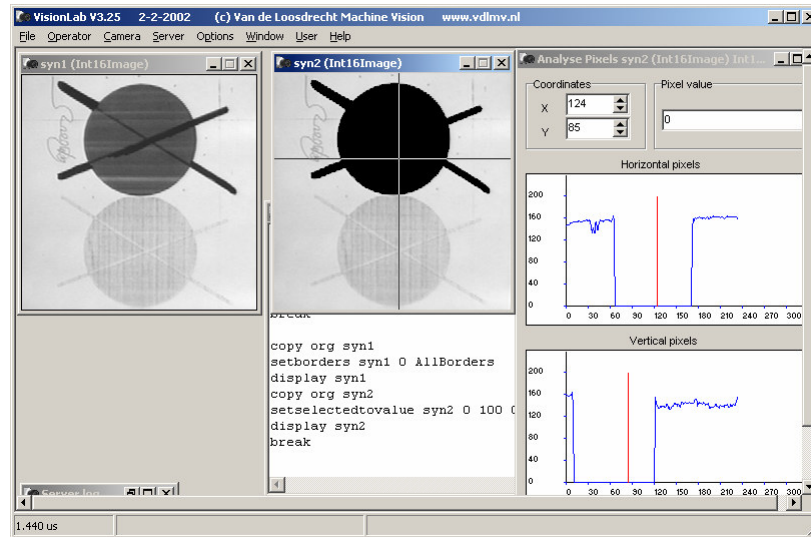 VisionLab V3.25 2-2-2002 (c) Van de Loosdrecht Machine Vision www.vdlmv.nl
File Operator Camera Server Options Window User Help
syn1 (Int16Image)
syn2 (Int16Image)
Analyse Pixels syn2 (Int16Image) Int1...
Coordinates
X 124
Y 85
Pixel value
0
Horizontal pixels
200
160
120
80
40
0
0 30 60 90 120 150 180 210 240 270 300
Vertical pixels
200
160
120
80
40
0
0 30 60 90 120 150 180 210 240 270 300
break
copy org syn1
setborders syn1 0 AllBorders
display syn1
copy org syn2
setselectedtovalue syn2 0 100 0
display syn2
break
Server log
1.440 us